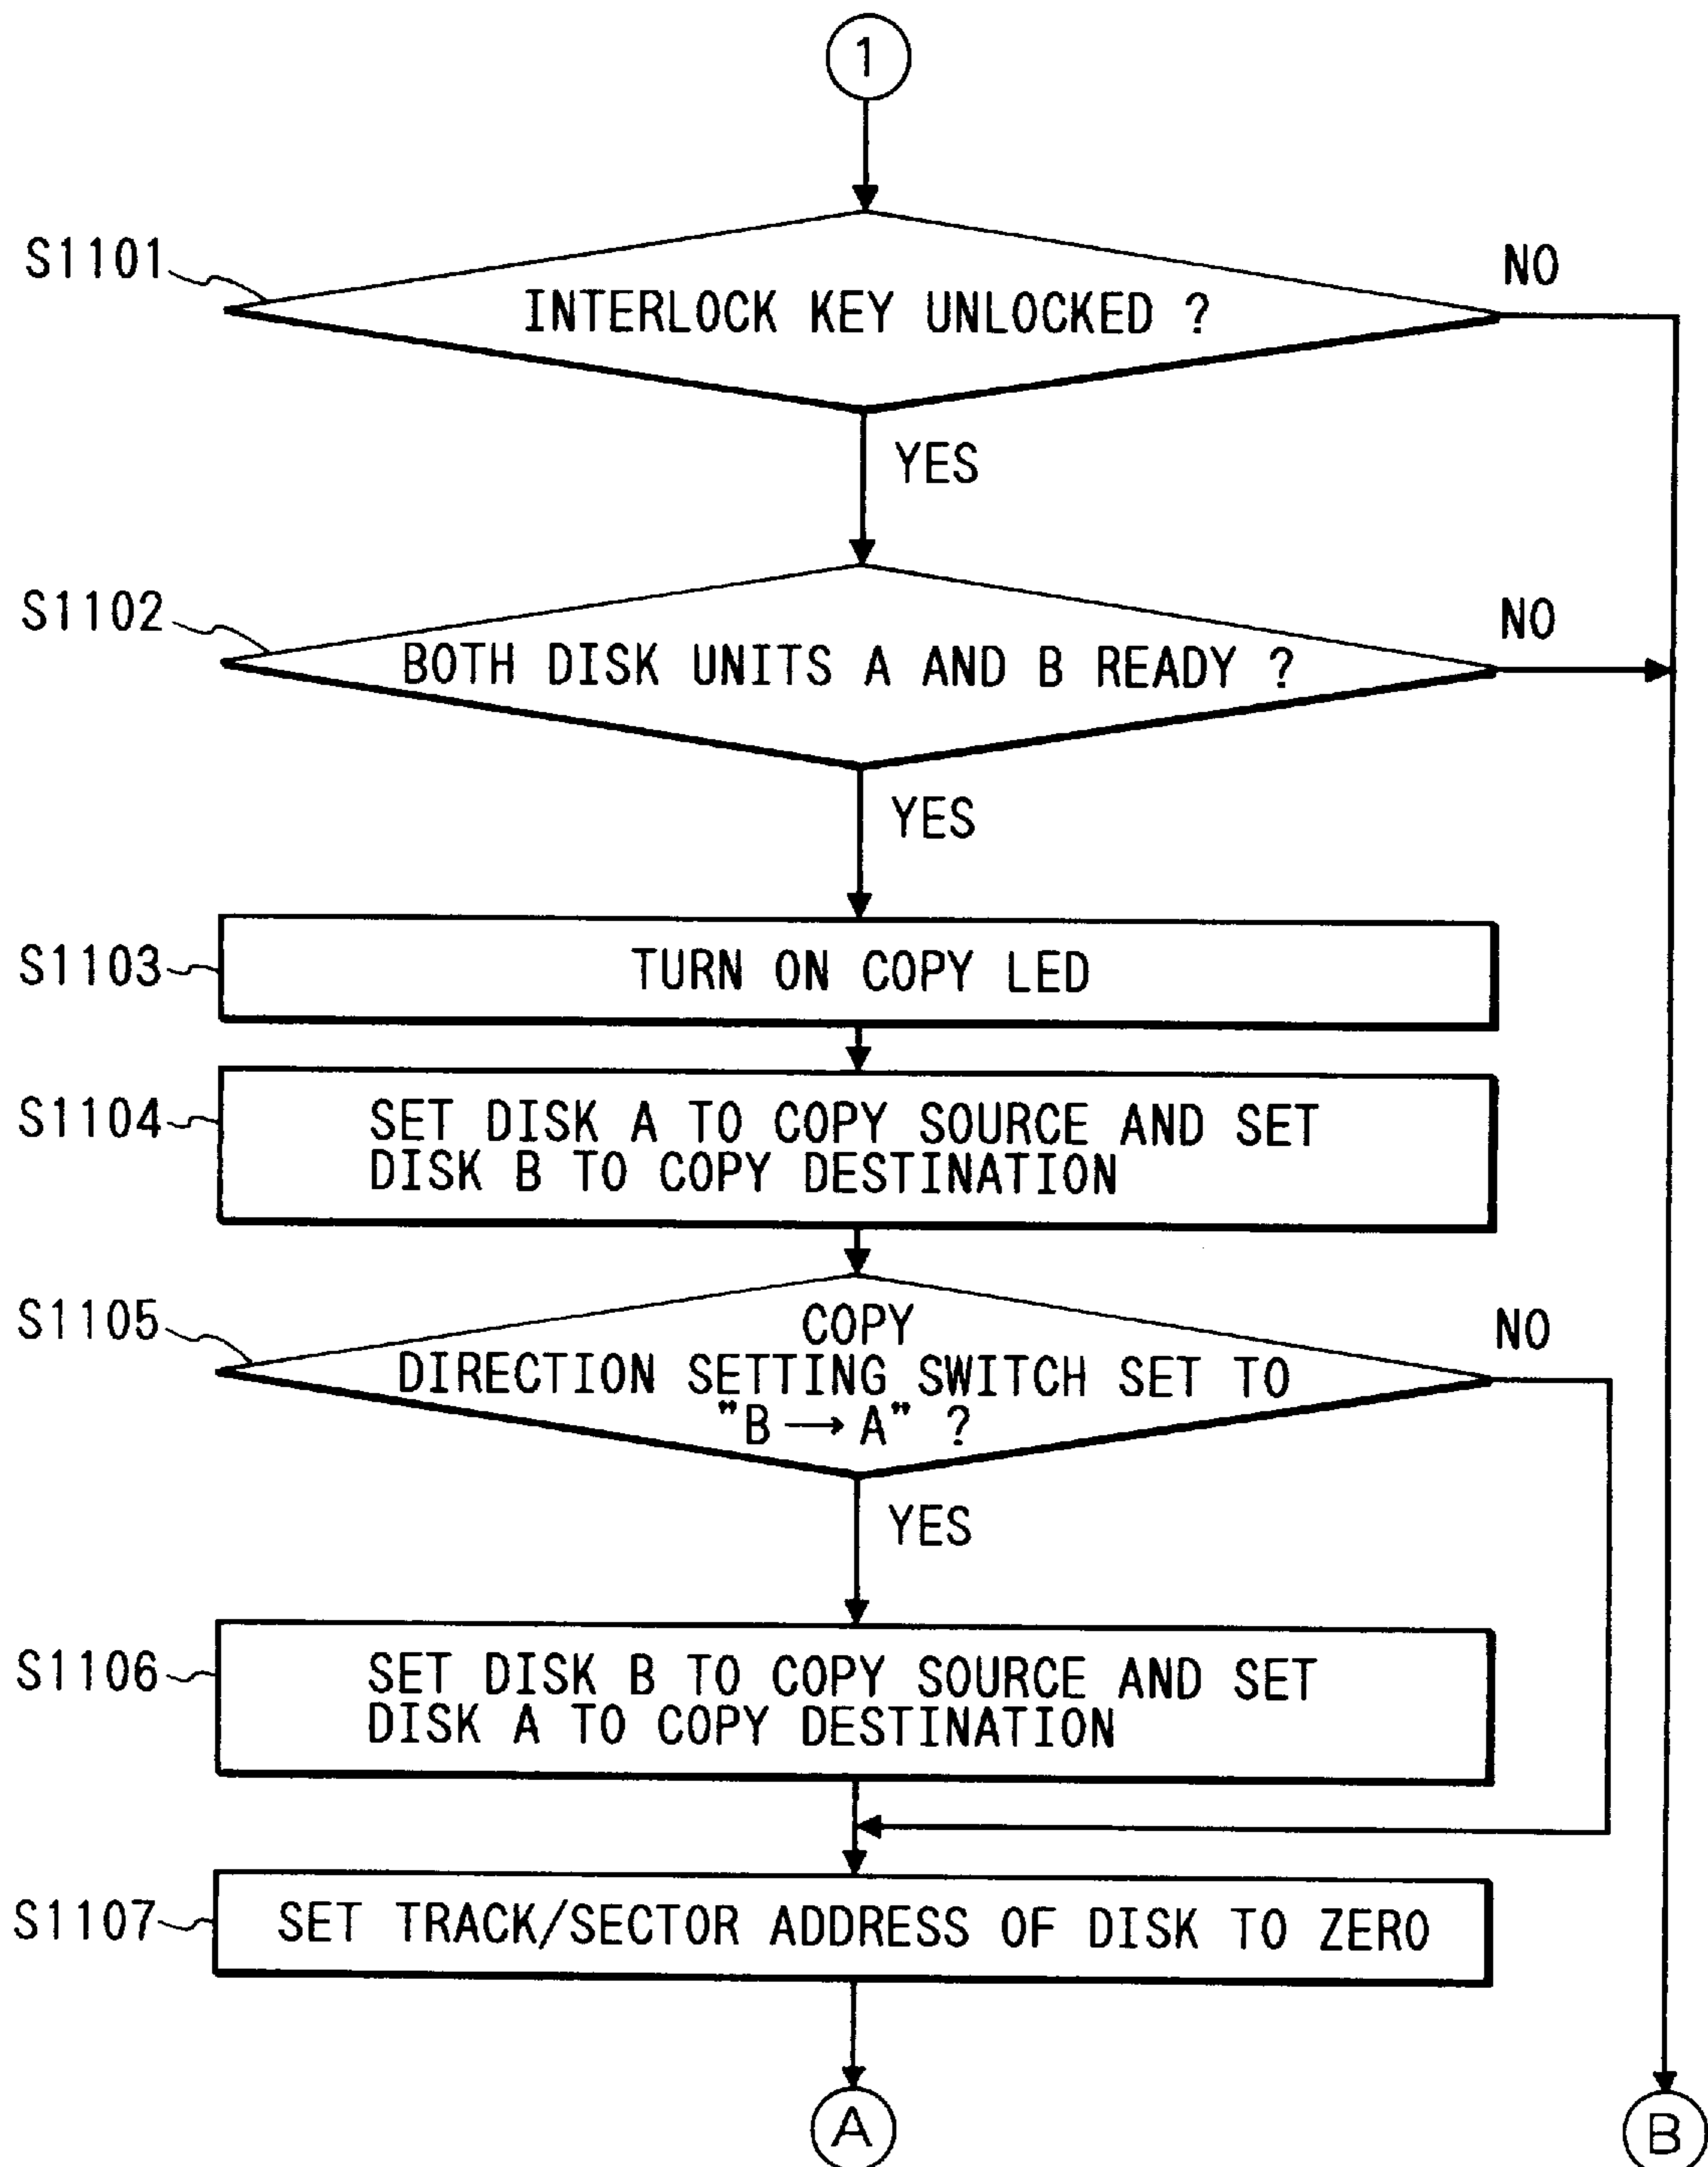 1
S1101
INTERLOCK KEY UNLOCKED ?
NO
YES
S1102
BOTH DISK UNITS A AND B READY ?
NO
YES
S1103
TURN ON COPY LED
S1104
SET DISK A TO COPY SOURCE AND SET
DISK B TO COPY DESTINATION
S1105
COPY
DIRECTION SETTING SWITCH SET TO
"B → A" ?
NO
YES
S1106
SET DISK B TO COPY SOURCE AND SET
DISK A TO COPY DESTINATION
S1107
SET TRACK/SECTOR ADDRESS OF DISK TO ZERO
A
B